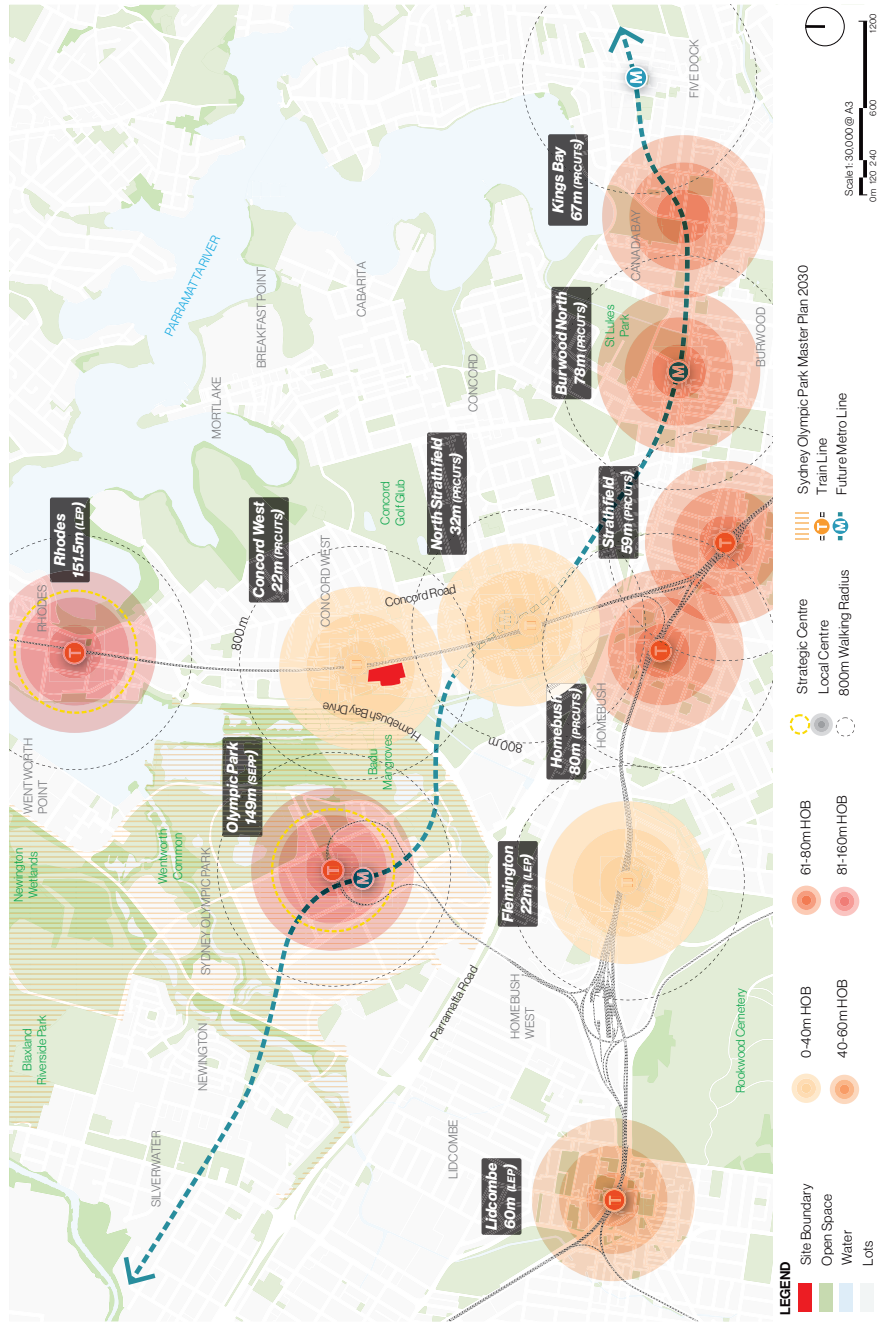 Rhodes
151.5m (LEP)
RHODES
WENTWORTH
POINT
Newington
Wetlands
Wentworth
Common
Blaxland
Riverside Park
PARRAMATTA RIVER
MORTLAKE
BREAKFAST POINT
CABARITA
CONCORD
Concord
Golf Glub
Concord West
22m (PRCUTS)
CONCORD WEST
800m
Concord Road
Homebush Bay Drive
North Strathfield
32m (PRCUTS)
Olympic Park
149m (SEPP)
Badu
Mangroves
SYDNEY OLYMPIC PARK
NEWINGTON
SILVERWATER
Kings Bay
67m (PRCUTS)
FIVE DOCK
CANADA BAY
Burwood North
78m (PRCUTS)
St Lukes
Park
BURWOOD
Strathfield
59m (PRCUTS)
Homebush
80m (PRCUTS)
HOMEBUSH
800m
Flemington
22m (LEP)
HOMEBUSH
WEST
Parramatta Road
LIDCOMBE
Lidcombe
60m (LEP)
Rookwood Cemetery
T
T
T
T
T
M
M
M
LEGEND
Site Boundary
Open Space
Water
Lots
0-40m HOB
40-60m HOB
61-80m HOB
81-160m HOB
Strategic Centre
Local Centre
800m Walking Radius
Sydney Olympic Park Master Plan 2030
T Train Line
M Future Metro Line
Scale 1: 30,000 @ A3
0m 120 240 600 1200